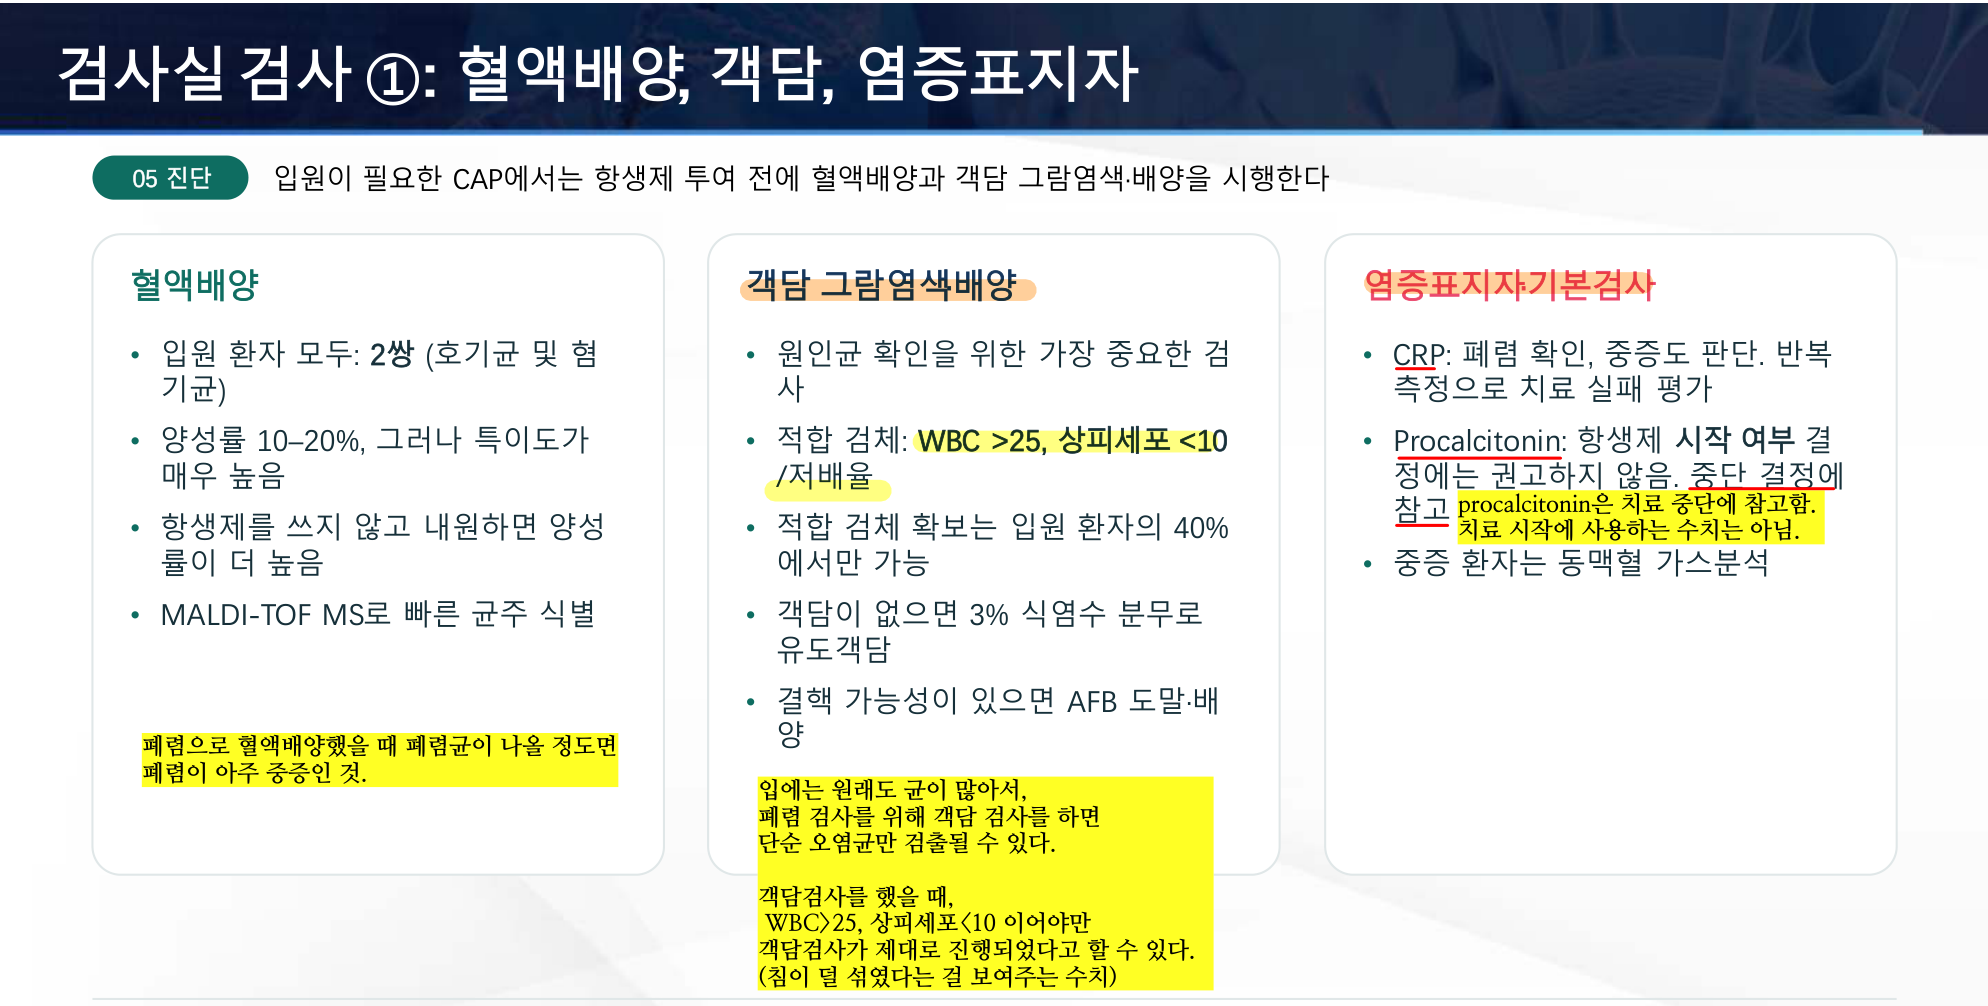 검사실 검사 ①: 혈액배양, 객담, 염증표지자
05 진단
입원이 필요한 CAP에서는 항생제 투여 전에 혈액배양과 객담 그람염색·배양을 시행한다
혈액배양
• 입원 환자 모두: 2쌍 (호기균 및 혐
기균)
• 양성률 10–20%, 그러나 특이도가
매우 높음
• 항생제를 쓰지 않고 내원하면 양성
률이 더 높음
• MALDI-TOF MS로 빠른 균주 식별
폐렴으로 혈액배양했을 때 폐렴균이 나올 정도면
폐렴이 아주 중증인 것.
객담 그람염색·배양
• 원인균 확인을 위한 가장 중요한 검
사
• 적합 검체: WBC >25, 상피세포 <10
/저배율
• 적합 검체 확보는 입원 환자의 40%
에서만 가능
• 객담이 없으면 3% 식염수 분무로
유도객담
• 결핵 가능성이 있으면 AFB 도말·배
양
입에는 원래도 균이 많아서,
폐렴 검사를 위해 객담 검사를 하면
단순 오염균만 검출될 수 있다.
객담검사를 했을 때,
WBC>25, 상피세포<10 이어야만
객담검사가 제대로 진행되었다고 할 수 있다.
(침이 덜 섞였다는 걸 보여주는 수치)
염증표지자·기본검사
• CRP: 폐렴 확인, 중증도 판단. 반복
측정으로 치료 실패 평가
• Procalcitonin: 항생제 시작 여부 결
정에는 권고하지 않음. 중단 결정에
참고
procalcitonin은 치료 중단에 참고함.
치료 시작에 사용하는 수치는 아님.
• 중증 환자는 동맥혈 가스분석